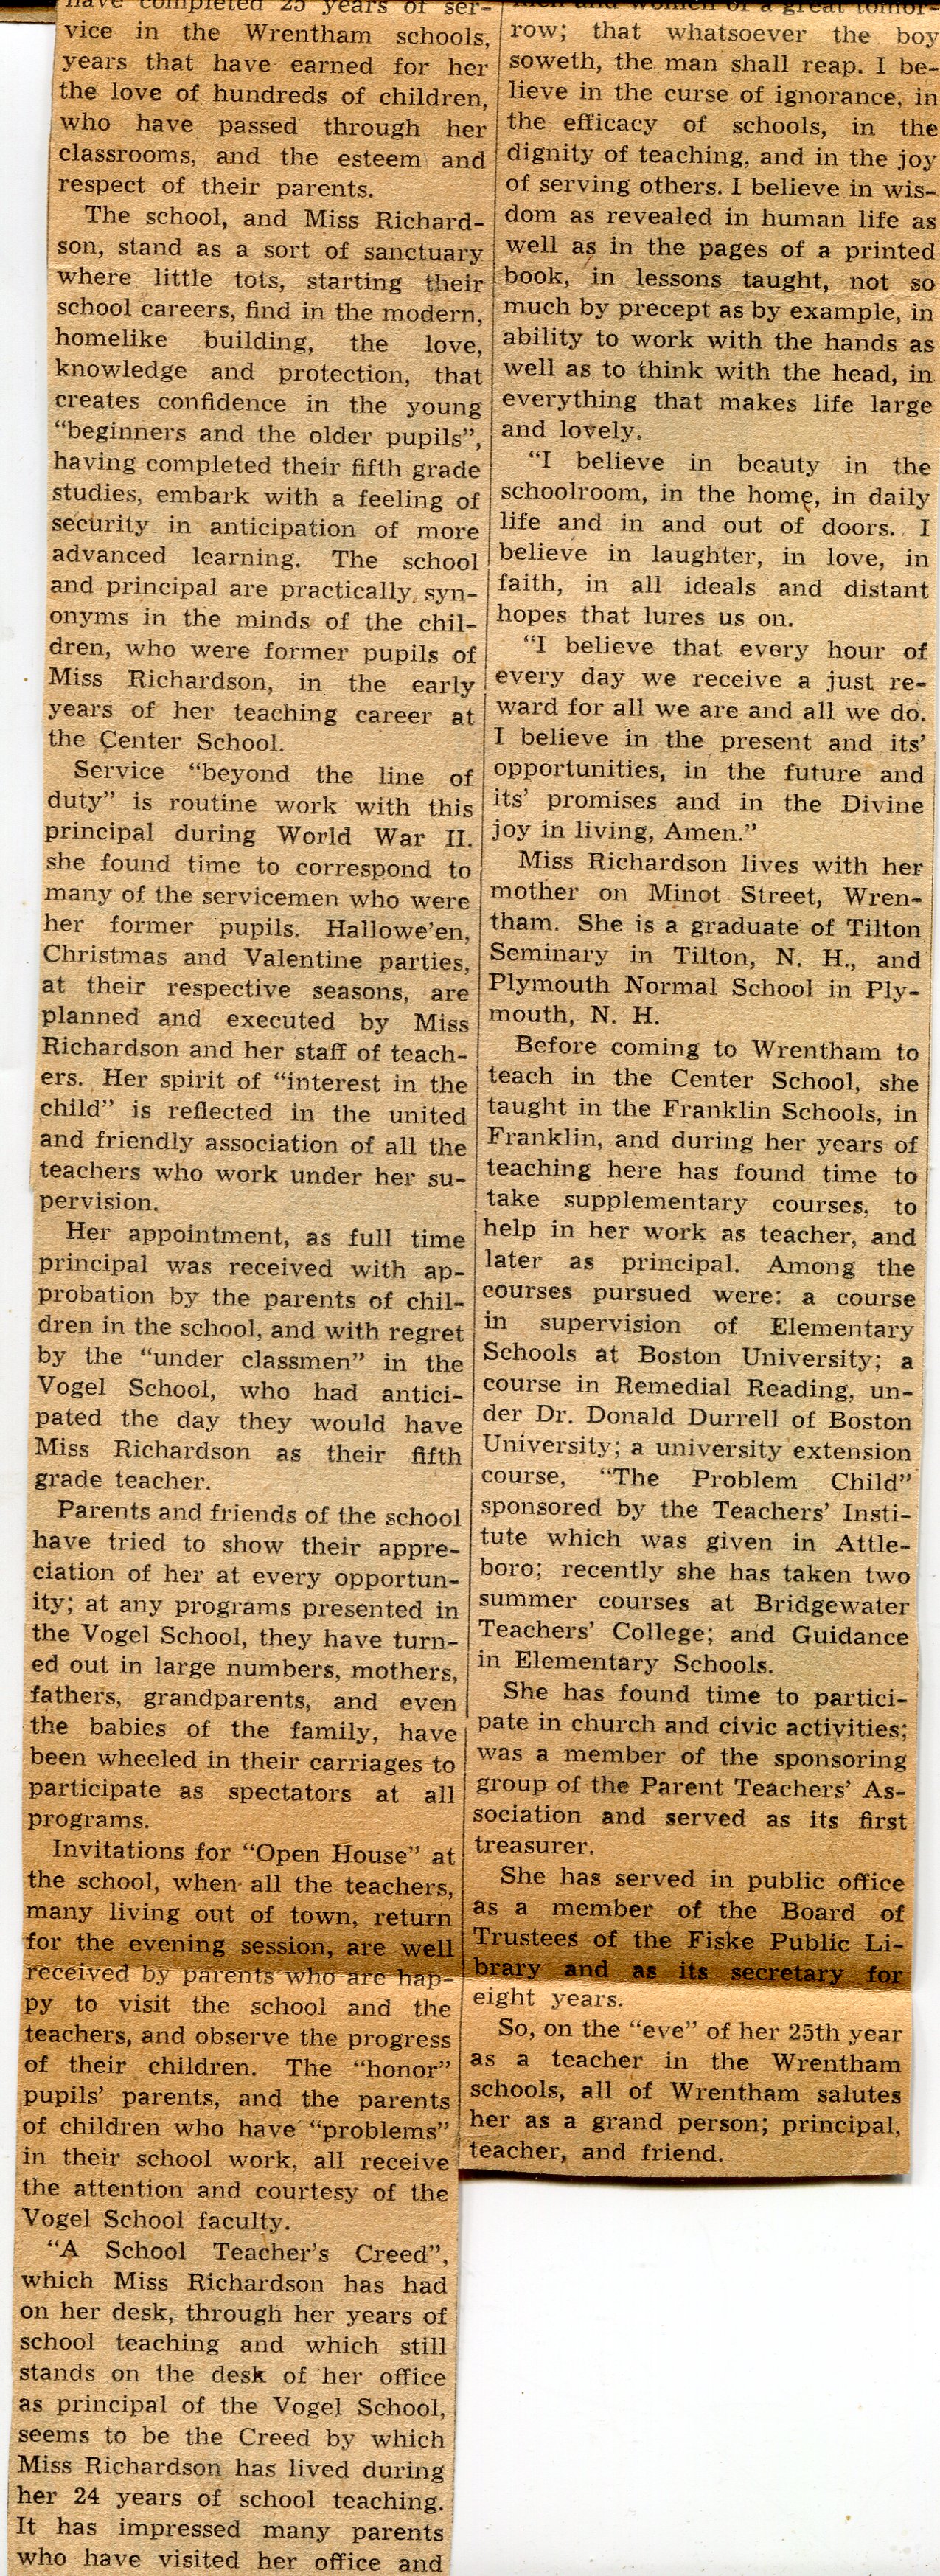 have completed 25 years of ser-
vice in the Wrentham schools,
years that have earned for her
the love of hundreds of children,
who have passed through her
classrooms, and the esteem and
respect of their parents.
The school, and Miss Richard-
son, stand as a sort of sanctuary
where little tots, starting their
school careers, find in the modern,
homelike building, the love,
knowledge and protection, that
creates confidence in the young
"beginners and the older pupils",
having completed their fifth grade
studies, embark with a feeling of
security in anticipation of more
advanced learning. The school
and principal are practically syn-
onyms in the minds of the chil-
dren, who were former pupils of
Miss Richardson, in the early
years of her teaching career at
the Center School.
Service "beyond the line of
duty" is routine work with this
principal during World War II.
she found time to correspond to
many of the servicemen who were
her former pupils. Hallowe'en,
Christmas and Valentine parties,
at their respective seasons, are
planned and executed by Miss
Richardson and her staff of teach-
ers. Her spirit of "interest in the
child" is reflected in the united
and friendly association of all the
teachers who work under her su-
pervision.
Her appointment, as full time
principal was received with ap-
probation by the parents of chil-
dren in the school, and with regret
by the "under classmen" in the
Vogel School, who had antici-
pated the day they would have
Miss Richardson as their fifth
grade teacher.
Parents and friends of the school
have tried to show their appre-
ciation of her at every opportun-
ity; at any programs presented in
the Vogel School, they have turn-
ed out in large numbers, mothers,
fathers, grandparents, and even
the babies of the family, have
been wheeled in their carriages to
participate as spectators at all
programs.
Invitations for "Open House" at
the school, when all the teachers,
many living out of town, return
for the evening session, are well
received by parents who are hap-
py to visit the school and the
teachers, and observe the progress
of their children. The "honor"
pupils' parents, and the parents
of children who have "problems"
in their school work, all receive
the attention and courtesy of the
Vogel School faculty.
"A School Teacher's Creed",
which Miss Richardson has had
on her desk, through her years of
school teaching and which still
stands on the desk of her office
as principal of the Vogel School,
seems to be the Creed by which
Miss Richardson has lived during
her 24 years of school teaching.
It has impressed many parents
who have visited her office and
men and women of a great tomor-
row; that whatsoever the boy
soweth, the man shall reap. I be-
lieve in the curse of ignorance, in
the efficacy of schools, in the
dignity of teaching, and in the joy
of serving others. I believe in wis-
dom as revealed in human life as
well as in the pages of a printed
book, in lessons taught, not so
much by precept as by example, in
ability to work with the hands as
well as to think with the head, in
everything that makes life large
and lovely.
"I believe in beauty in the
schoolroom, in the home, in daily
life and in and out of doors. I
believe in laughter, in love, in
faith, in all ideals and distant
hopes that lures us on.
"I believe that every hour of
every day we receive a just re-
ward for all we are and all we do.
I believe in the present and its'
opportunities, in the future and
its' promises and in the Divine
joy in living, Amen."
Miss Richardson lives with her
mother on Minot Street, Wren-
tham. She is a graduate of Tilton
Seminary in Tilton, N. H., and
Plymouth Normal School in Ply-
mouth, N. H.
Before coming to Wrentham to
teach in the Center School, she
taught in the Franklin Schools, in
Franklin, and during her years of
teaching here has found time to
take supplementary courses, to
help in her work as teacher, and
later as principal. Among the
courses pursued were: a course
in supervision of Elementary
Schools at Boston University; a
course in Remedial Reading, un-
der Dr. Donald Durrell of Boston
University; a university extension
course, "The Problem Child"
sponsored by the Teachers' Insti-
tute which was given in Attle-
boro; recently she has taken two
summer courses at Bridgewater
Teachers' College; and Guidance
in Elementary Schools.
She has found time to partici-
pate in church and civic activities;
was a member of the sponsoring
group of the Parent Teachers' As-
sociation and served as its first
treasurer.
She has served in public office
as a member of the Board of
Trustees of the Fiske Public Li-
brary and as its secretary for
eight years.
So, on the "eve" of her 25th year
as a teacher in the Wrentham
schools, all of Wrentham salutes
her as a grand person; principal,
teacher, and friend.